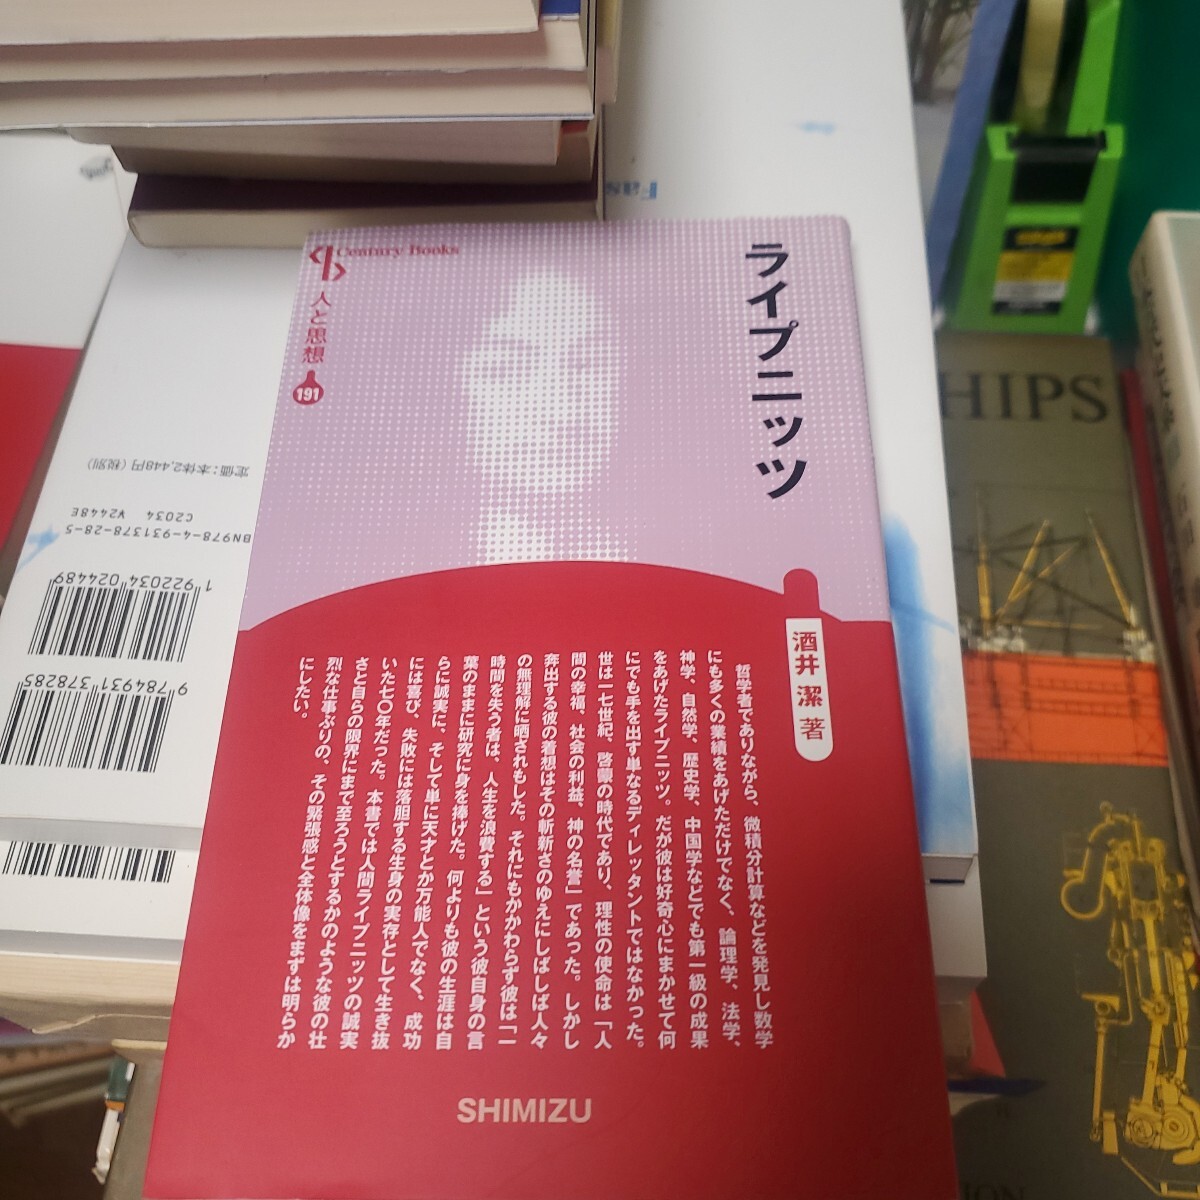 Century Books
人と思想
191
ライプニッツ
酒井 潔 著
哲学者でありながら、微積分計算などを発見し数学
にも多くの業績をあげただけでなく、論理学、法学、
神学、自然学、歴史学、中国学などでも第一級の成果
をあげたライプニッツ。だが彼は好奇心にまかせて何
にでも手を出す単なるディレッタントではなかった。
世は一七世紀、啓蒙の時代であり、理性の使命は「人
間の幸福、社会の利益、神の名誉」であった。しかし
奔出する彼の着想はその斬新さのゆえにしばしば人々
の無理解に晒されもした。それにもかかわらず彼は「一
時間を失う者は、人生を浪費する」という彼自身の言
葉のままに研究に身を捧げた。何よりも彼の生涯は自
らに誠実に、そして単に天才とか万能人でなく、成功
には喜び、失敗には落胆する生身の実存として生き抜
いた七〇年だった。本書では人間ライプニッツの誠実
さと自らの限界にまで至ろうとするかのような彼の壮
烈な仕事ぶりの、その緊張感と全体像をまずは明らか
にしたい。
SHIMIZU
定価：本体2,448円（税別）
BN978-4-931378-28-5
C2034 ¥2448E
1922034024489
9784931378285
HIPS